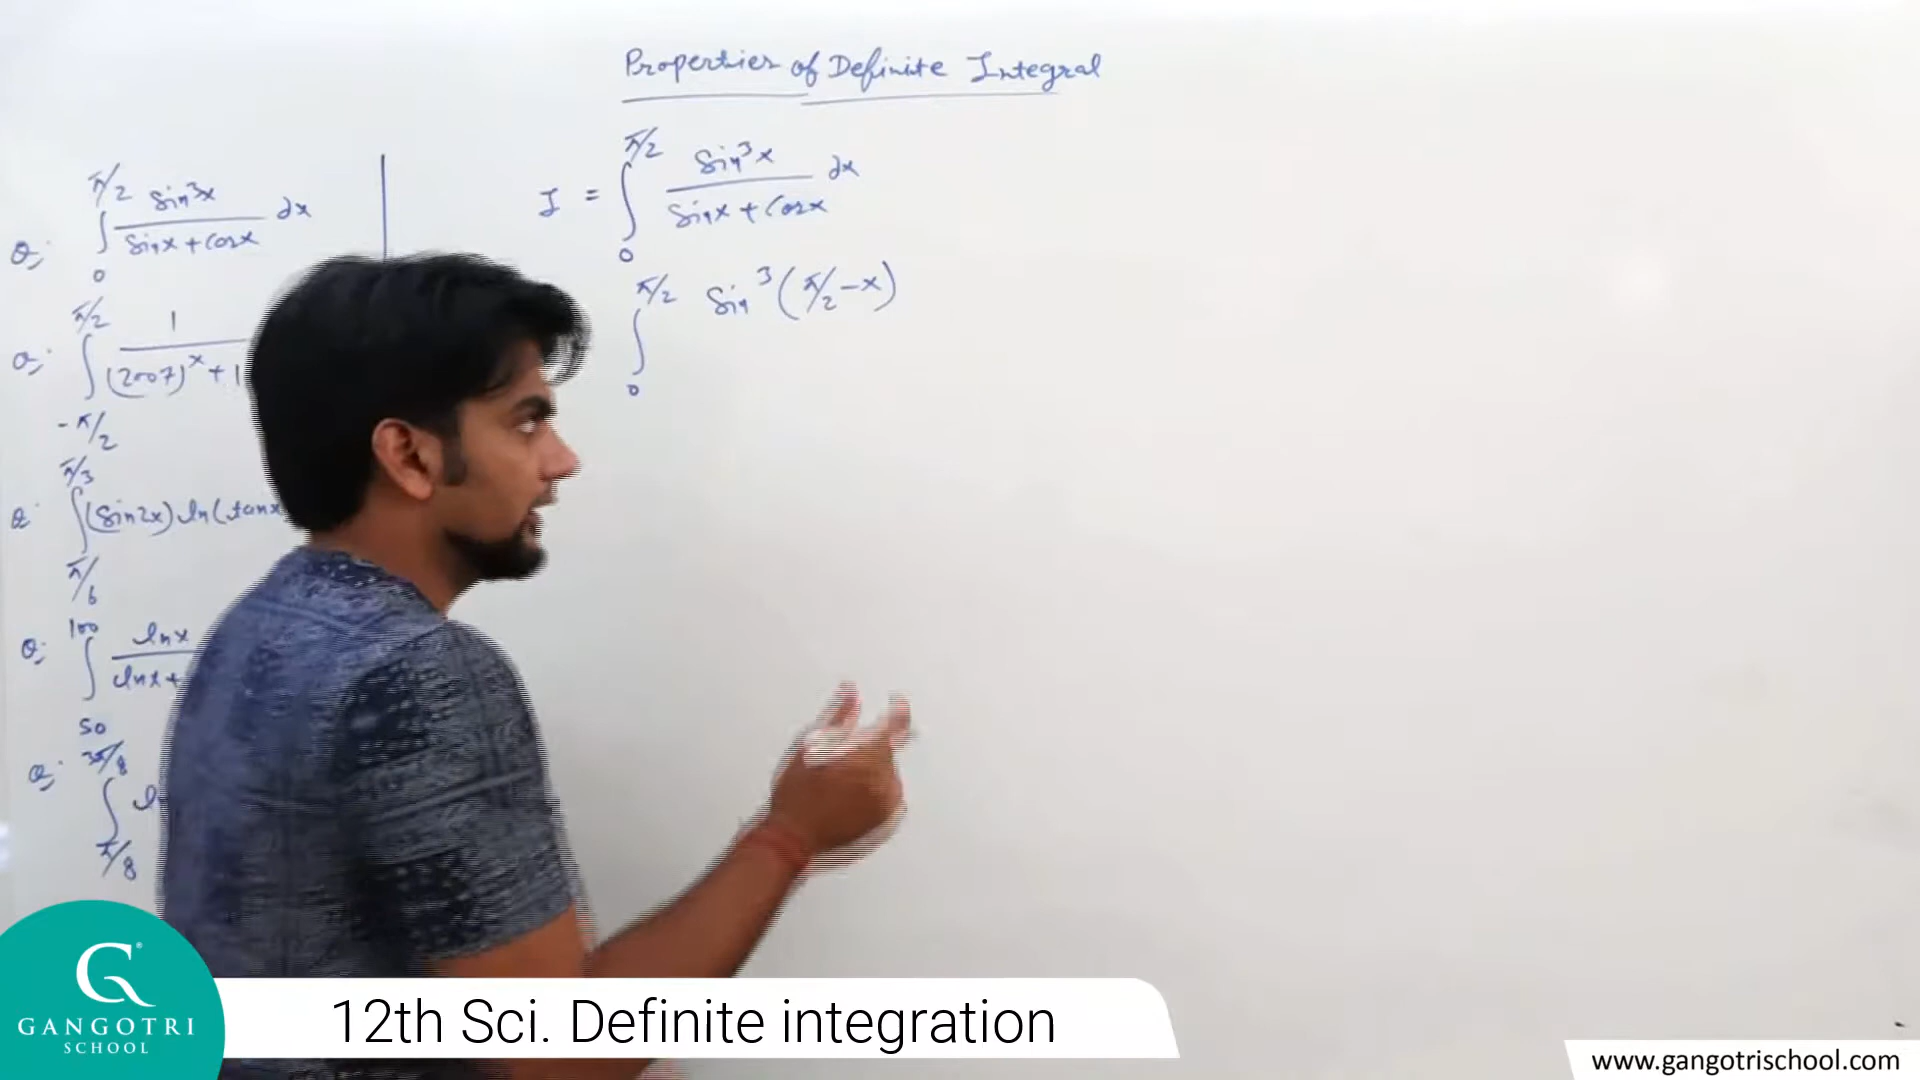 Properties of Definite Integral
Q: ∫₀^{π/2} sin³x / (sinx + cosx) dx
Q: ∫_{-π/2}^{π/2} 1 / ((2007)^x + 1
Q: ∫_{π/6}^{π/3} (sin2x) ln(tanx
Q: ∫_{50}^{100} lnx / lnx +
Q: ∫_{π/8}^{3π/8}
I = ∫₀^{π/2} sin³x / (sinx + cosx) dx
∫₀^{π/2} sin³(π/2 - x)
GANGOTRI
SCHOOL
12th Sci. Definite integration
www.gangotrischool.com